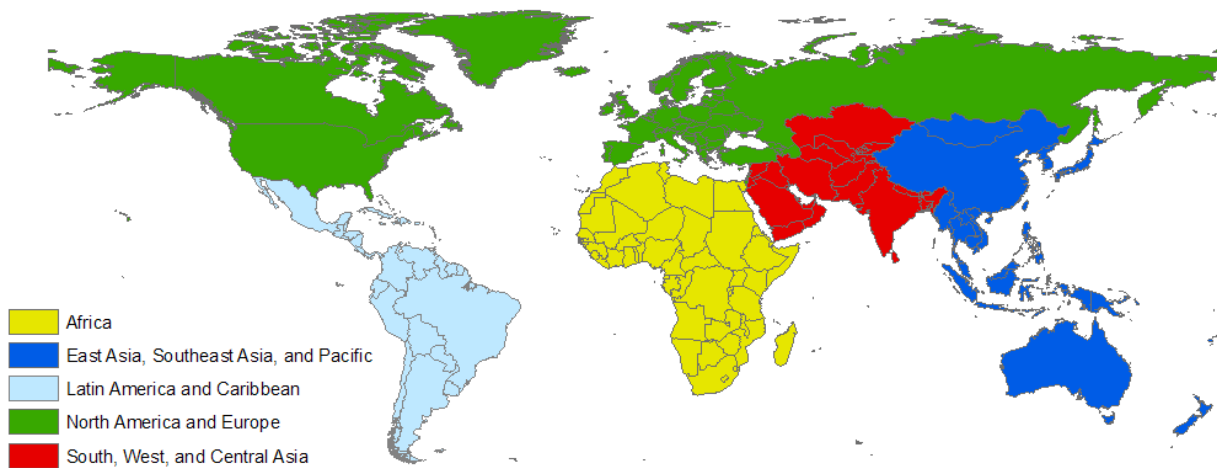 Africa
East Asia, Southeast Asia, and Pacific
Latin America and Caribbean
North America and Europe
South, West, and Central Asia